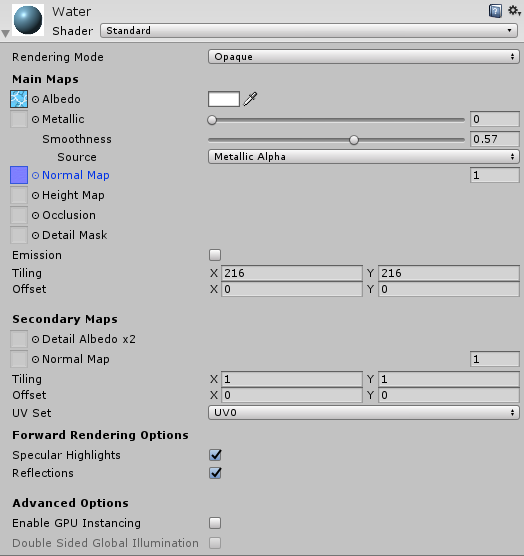 Water
Shader Standard
Rendering Mode Opaque
Main Maps
Albedo
Metallic 0
Smoothness 0.57
Source Metallic Alpha
Normal Map 1
Height Map
Occlusion
Detail Mask
Emission
Tiling X 216 Y 216
Offset X 0 Y 0
Secondary Maps
Detail Albedo x2
Normal Map 1
Tiling X 1 Y 1
Offset X 0 Y 0
UV Set UV0
Forward Rendering Options
Specular Highlights
Reflections
Advanced Options
Enable GPU Instancing
Double Sided Global Illumination